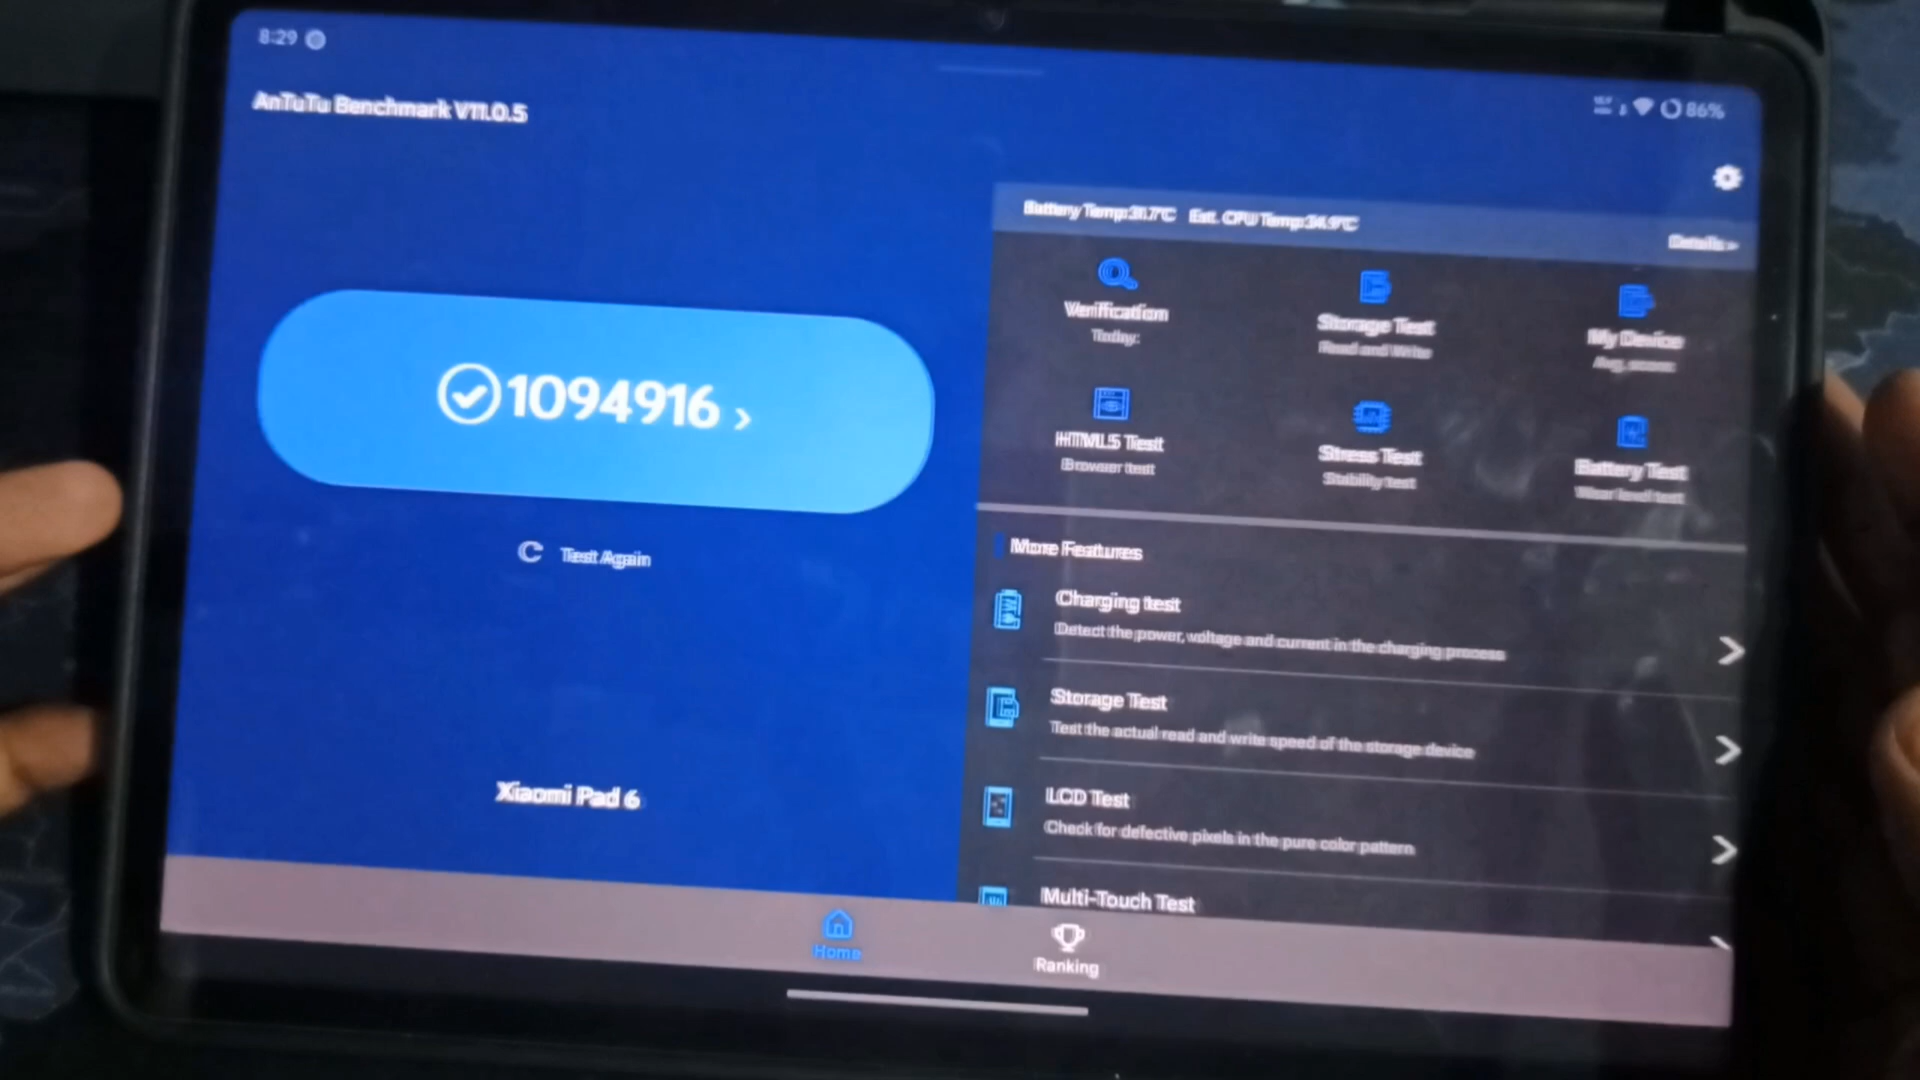 8:29
86%
AnTuTu Benchmark V11.0.5
Battery Temp:31.7°C Est. CPU Temp:34.9°C
Details >
1094916 >
Test Again
Xiaomi Pad 6
Verification
Today:
Storage Test
Read and Write
My Device
Avg. score:
HTML5 Test
Browser test
Stress Test
Stability test
Battery Test
Wear level test
More Features
Charging test
Detect the power, voltage and current in the charging process
Storage Test
Test the actual read and write speed of the storage device
LCD Test
Check for defective pixels in the pure color pattern
Multi-Touch Test
Home
Ranking